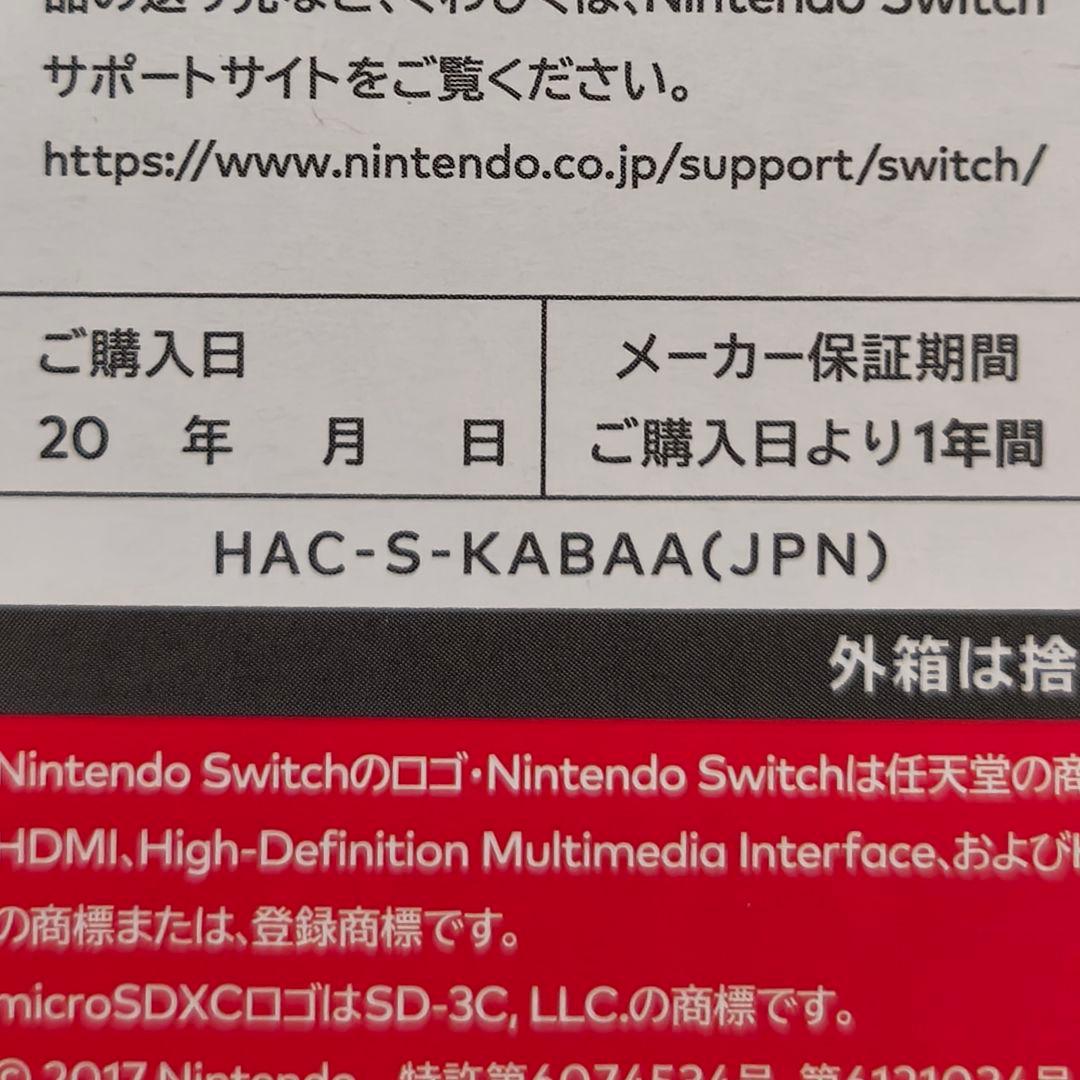 Nintendo Switch
サポートサイトをご覧ください。
https://www.nintendo.co.jp/support/switch/
ご購入日
20 年 月 日
メーカー保証期間
ご購入日より1年間
HAC-S-KABAA(JPN)
外箱は捨
Nintendo Switchのロゴ・Nintendo Switchは任天堂の商
HDMI、High-Definition Multimedia Interface、および
の商標または、登録商標です。
microSDXCロゴはSD-3C, LLC.の商標です。
© 2017 Nintendo